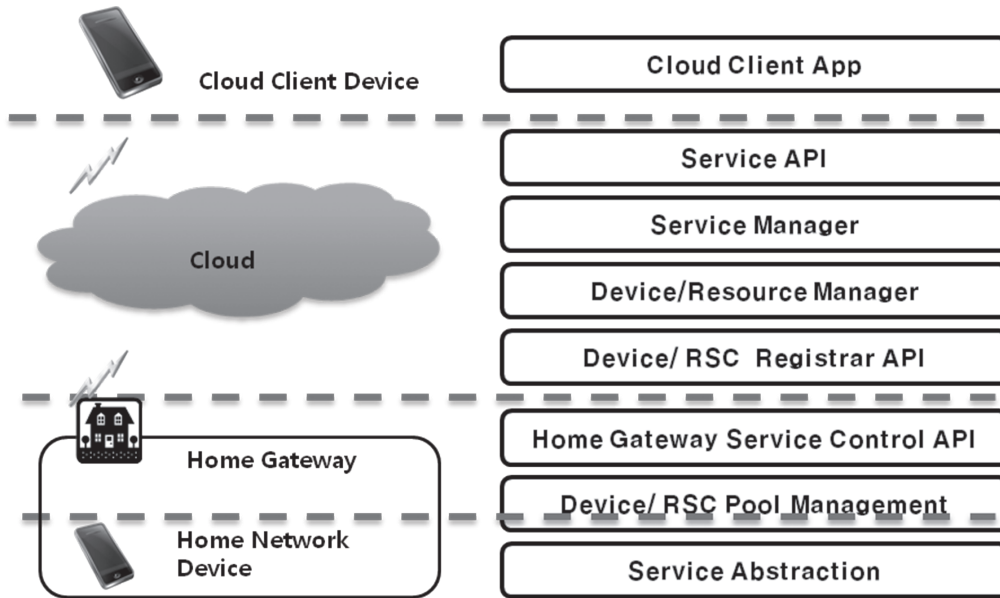 Cloud Client Device
Cloud Client App
Service API
Service Manager
Cloud
Device/Resource Manager
Device/ RSC Registrar API
Home Gateway Service Control API
Home Gateway
Device/ RSC Pool Management
Home Network
Device
Service Abstraction